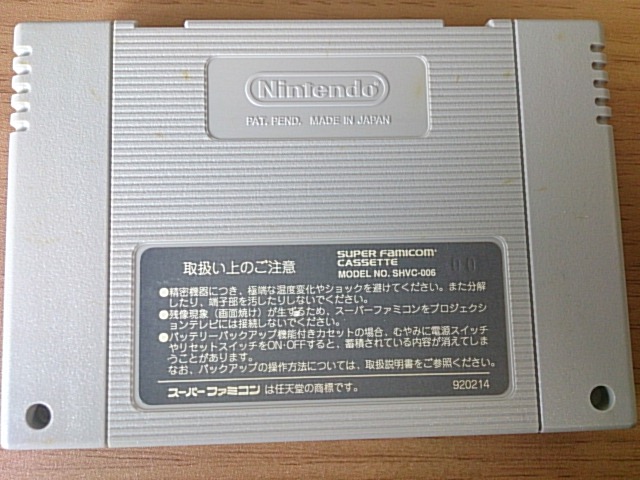 Nintendo
PAT. PEND. MADE IN JAPAN
取扱い上のご注意
SUPER Famicom
CASSETTE
MODEL NO. SHVC-006
00
●精密機器につき、極端な温度変化やショックを避けてください。また分解
したり、端子部を汚したりしないでください。
●残像現象（画面焼け）が生ずるため、スーパーファミコンをプロジェクシ
ョンテレビには接続しないでください。
●バッテリーバックアップ機能付きカセットの場合、むやみに電源スイッチ
やリセットスイッチをON・OFFすると、蓄積されている内容が消えてしま
うことがあります。
なお、バックアップの操作方法については、取扱説明書をご参照ください。
スーパーファミコンは任天堂の商標です。
920214